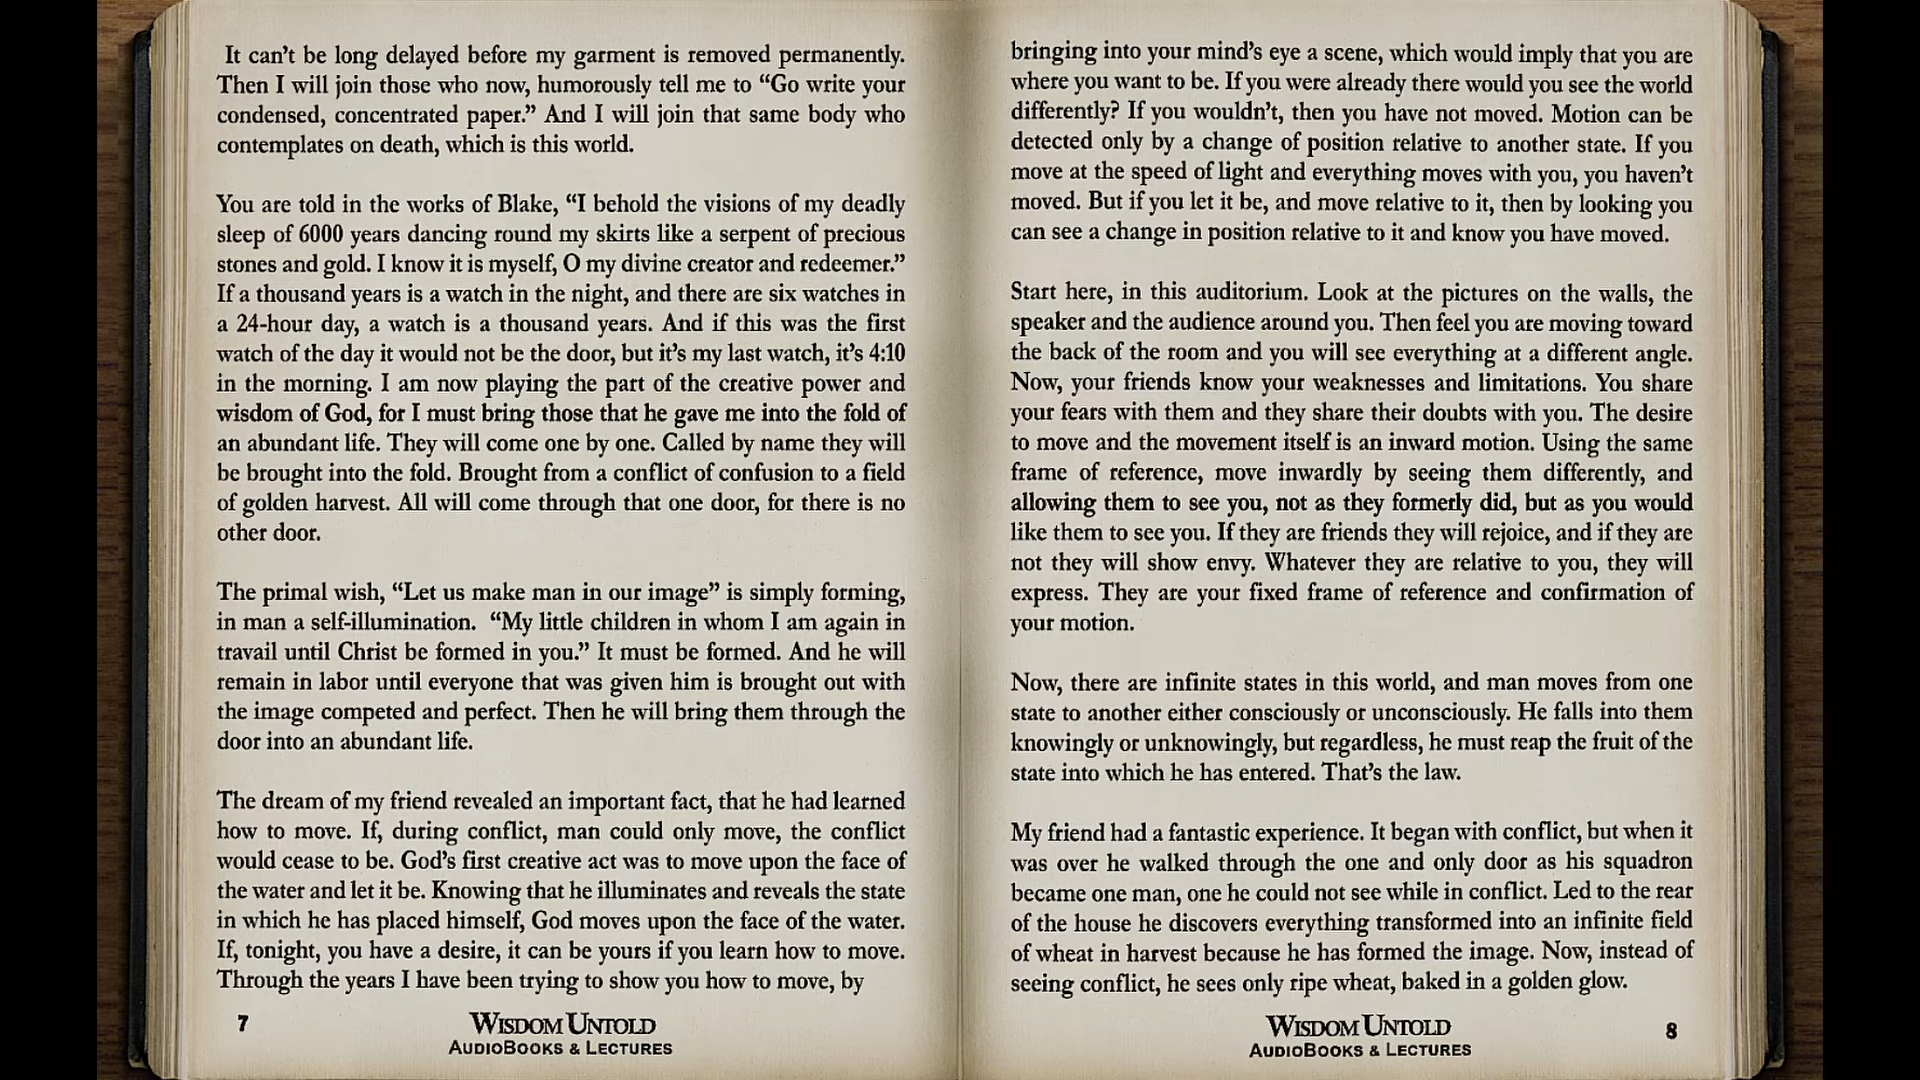 It can't be long delayed before my garment is removed permanently.
Then I will join those who now, humorously tell me to “Go write your
condensed, concentrated paper.” And I will join that same body who
contemplates on death, which is this world.
You are told in the works of Blake, “I behold the visions of my deadly
sleep of 6000 years dancing round my skirts like a serpent of precious
stones and gold. I know it is myself, O my divine creator and redeemer.”
If a thousand years is a watch in the night, and there are six watches in
a 24-hour day, a watch is a thousand years. And if this was the first
watch of the day it would not be the door, but it's my last watch, it's 4:10
in the morning. I am now playing the part of the creative power and
wisdom of God, for I must bring those that he gave me into the fold of
an abundant life. They will come one by one. Called by name they will
be brought into the fold. Brought from a conflict of confusion to a field
of golden harvest. All will come through that one door, for there is no
other door.
The primal wish, “Let us make man in our image” is simply forming,
in man a self-illumination. “My little children in whom I am again in
travail until Christ be formed in you.” It must be formed. And he will
remain in labor until everyone that was given him is brought out with
the image competed and perfect. Then he will bring them through the
door into an abundant life.
The dream of my friend revealed an important fact, that he had learned
how to move. If, during conflict, man could only move, the conflict
would cease to be. God's first creative act was to move upon the face of
the water and let it be. Knowing that he illuminates and reveals the state
in which he has placed himself, God moves upon the face of the water.
If, tonight, you have a desire, it can be yours if you learn how to move.
Through the years I have been trying to show you how to move, by
7
WISDOM UNTOLD
AUDIOBOOKS & LECTURES
bringing into your mind's eye a scene, which would imply that you are
where you want to be. If you were already there would you see the world
differently? If you wouldn't, then you have not moved. Motion can be
detected only by a change of position relative to another state. If you
move at the speed of light and everything moves with you, you haven't
moved. But if you let it be, and move relative to it, then by looking you
can see a change in position relative to it and know you have moved.
Start here, in this auditorium. Look at the pictures on the walls, the
speaker and the audience around you. Then feel you are moving toward
the back of the room and you will see everything at a different angle.
Now, your friends know your weaknesses and limitations. You share
your fears with them and they share their doubts with you. The desire
to move and the movement itself is an inward motion. Using the same
frame of reference, move inwardly by seeing them differently, and
allowing them to see you, not as they formerly did, but as you would
like them to see you. If they are friends they will rejoice, and if they are
not they will show envy. Whatever they are relative to you, they will
express. They are your fixed frame of reference and confirmation of
your motion.
Now, there are infinite states in this world, and man moves from one
state to another either consciously or unconsciously. He falls into them
knowingly or unknowingly, but regardless, he must reap the fruit of the
state into which he has entered. That's the law.
My friend had a fantastic experience. It began with conflict, but when it
was over he walked through the one and only door as his squadron
became one man, one he could not see while in conflict. Led to the rear
of the house he discovers everything transformed into an infinite field
of wheat in harvest because he has formed the image. Now, instead of
seeing conflict, he sees only ripe wheat, baked in a golden glow.
WISDOM UNTOLD
AUDIOBOOKS & LECTURES
8